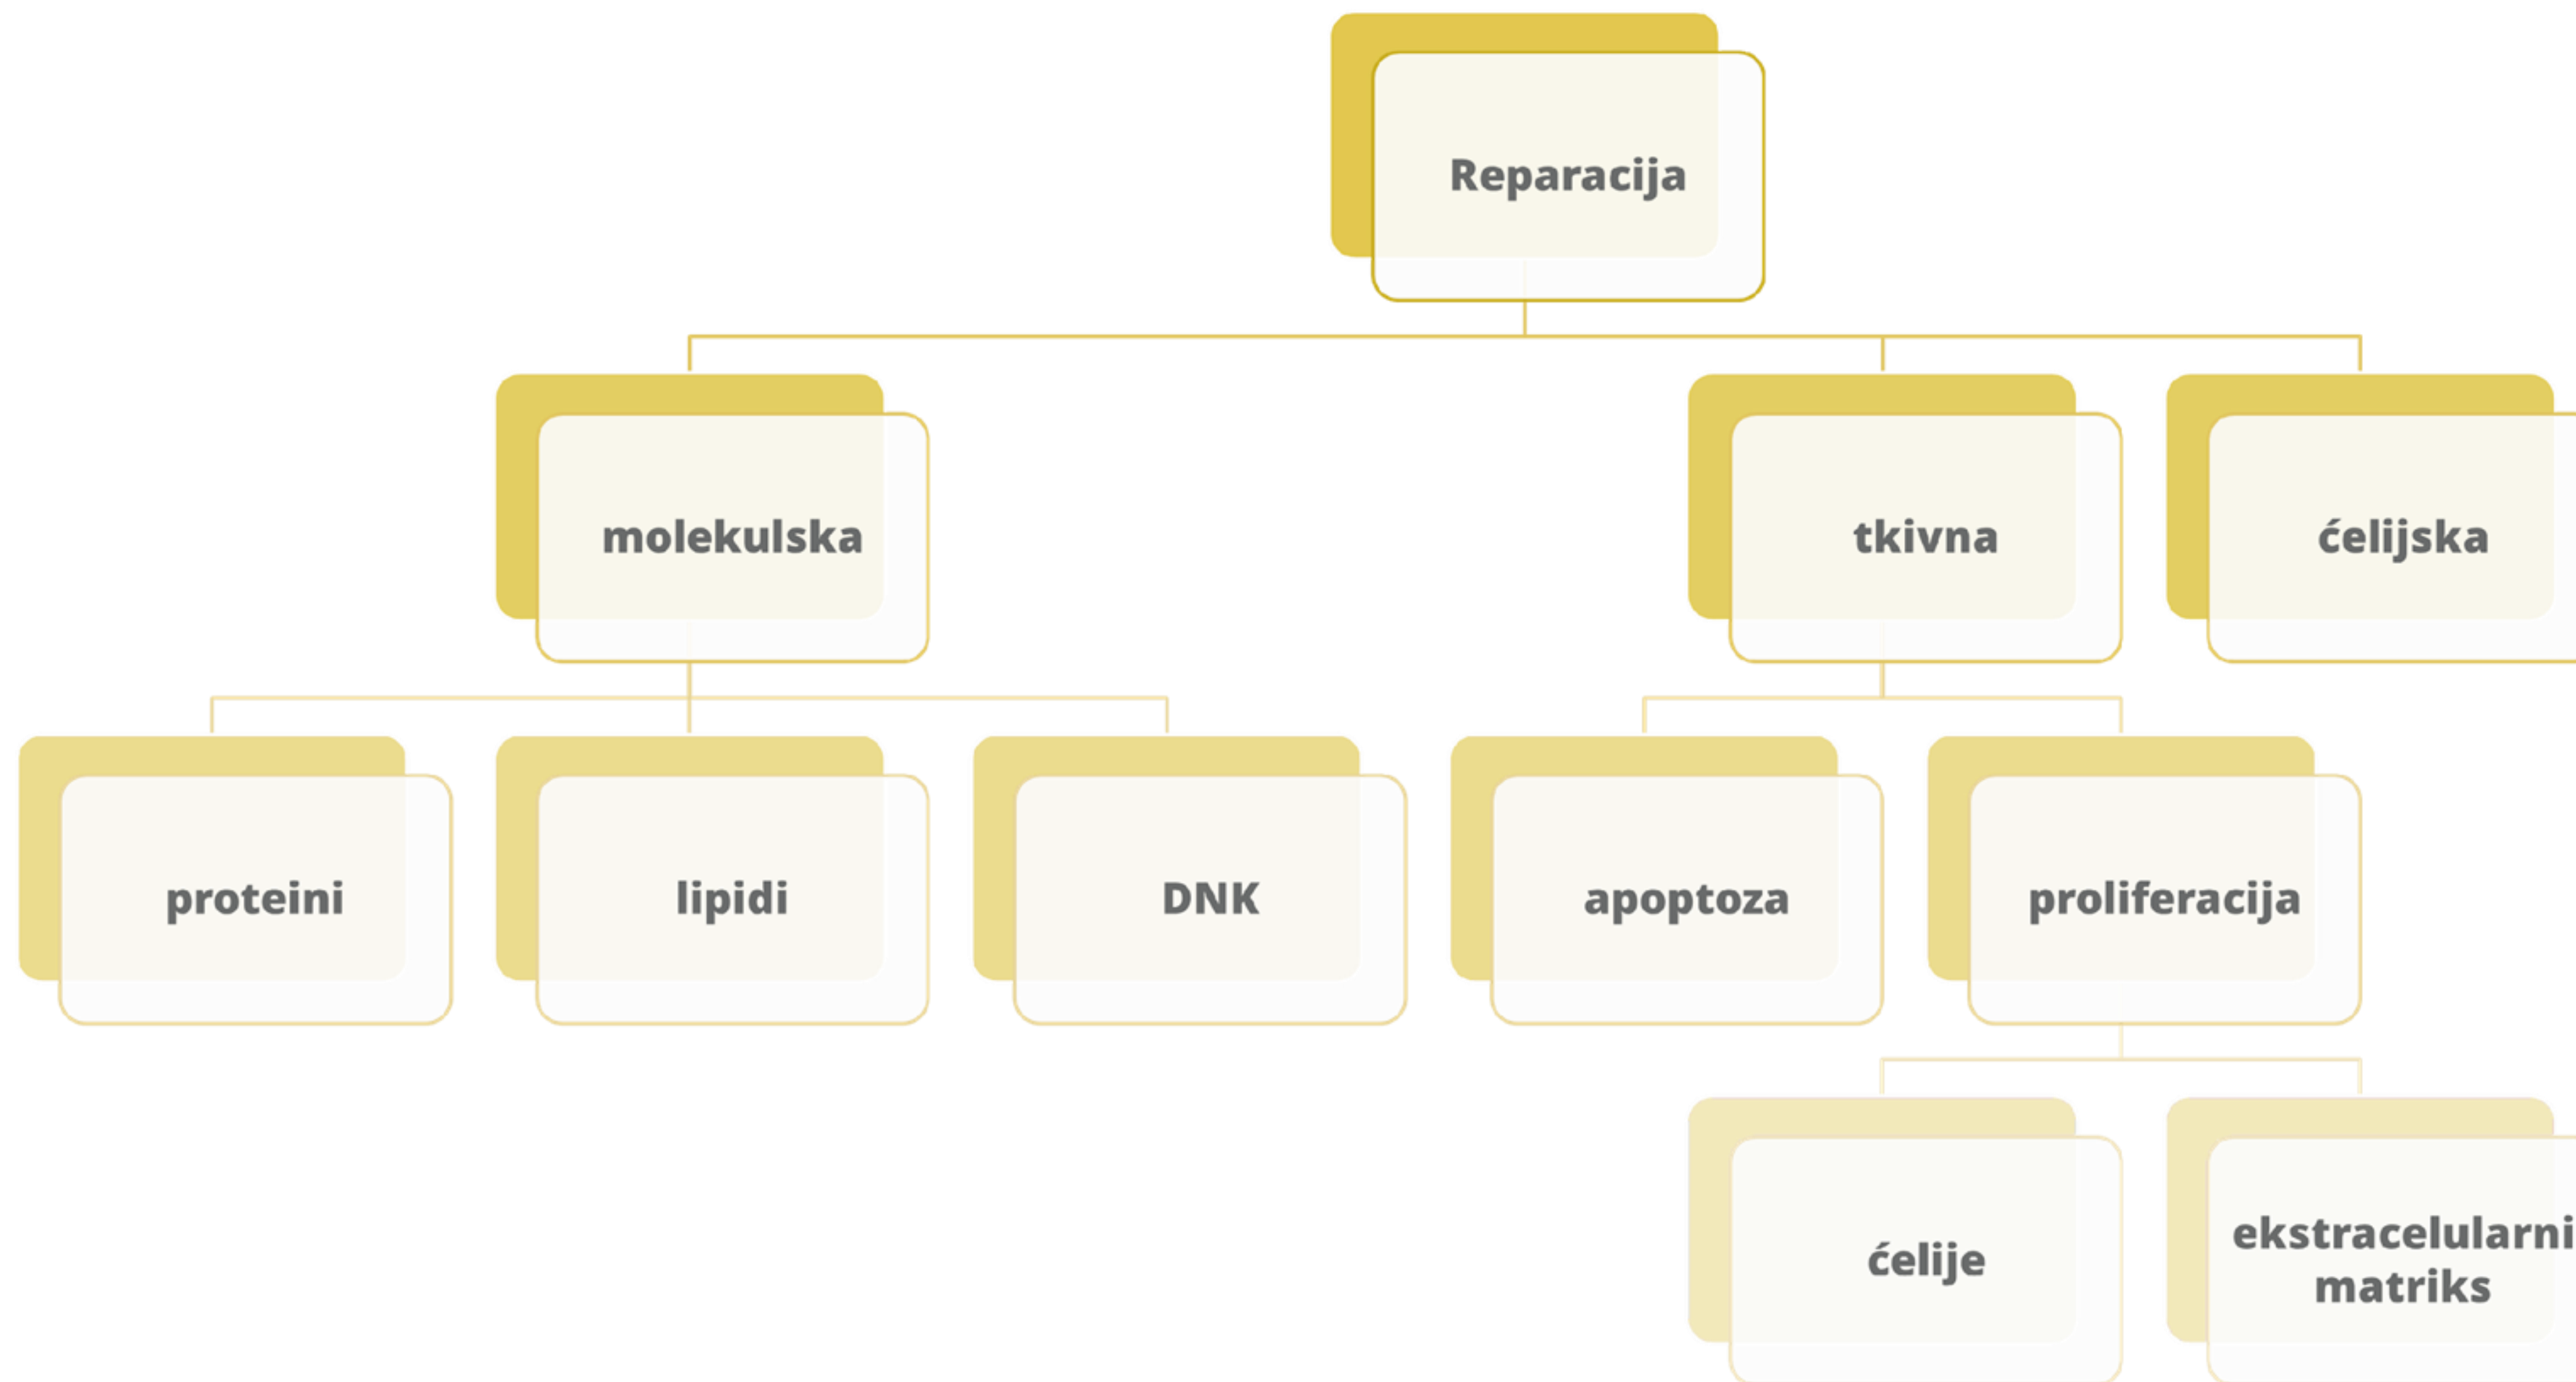 Reparacija
molekulska
tkivna
ćelijska
proteini
lipidi
DNK
apoptoza
proliferacija
ćelije
ekstracelularni
matriks